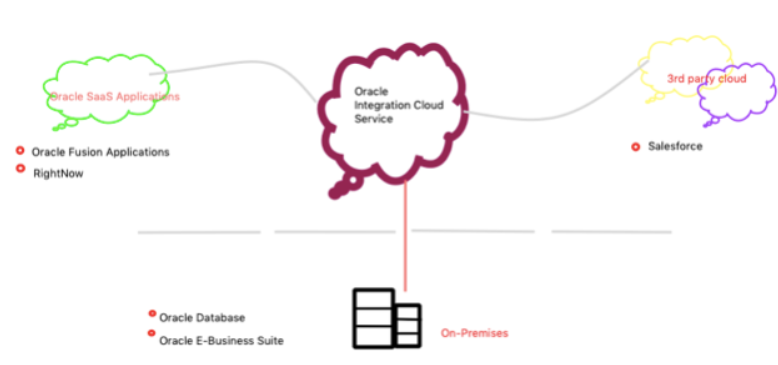 Oracle SaaS Applications
Oracle Fusion Applications
RightNow
Oracle
Integration Cloud
Service
3rd party cloud
Salesforce
Oracle Database
Oracle E-Business Suite
On-Premises